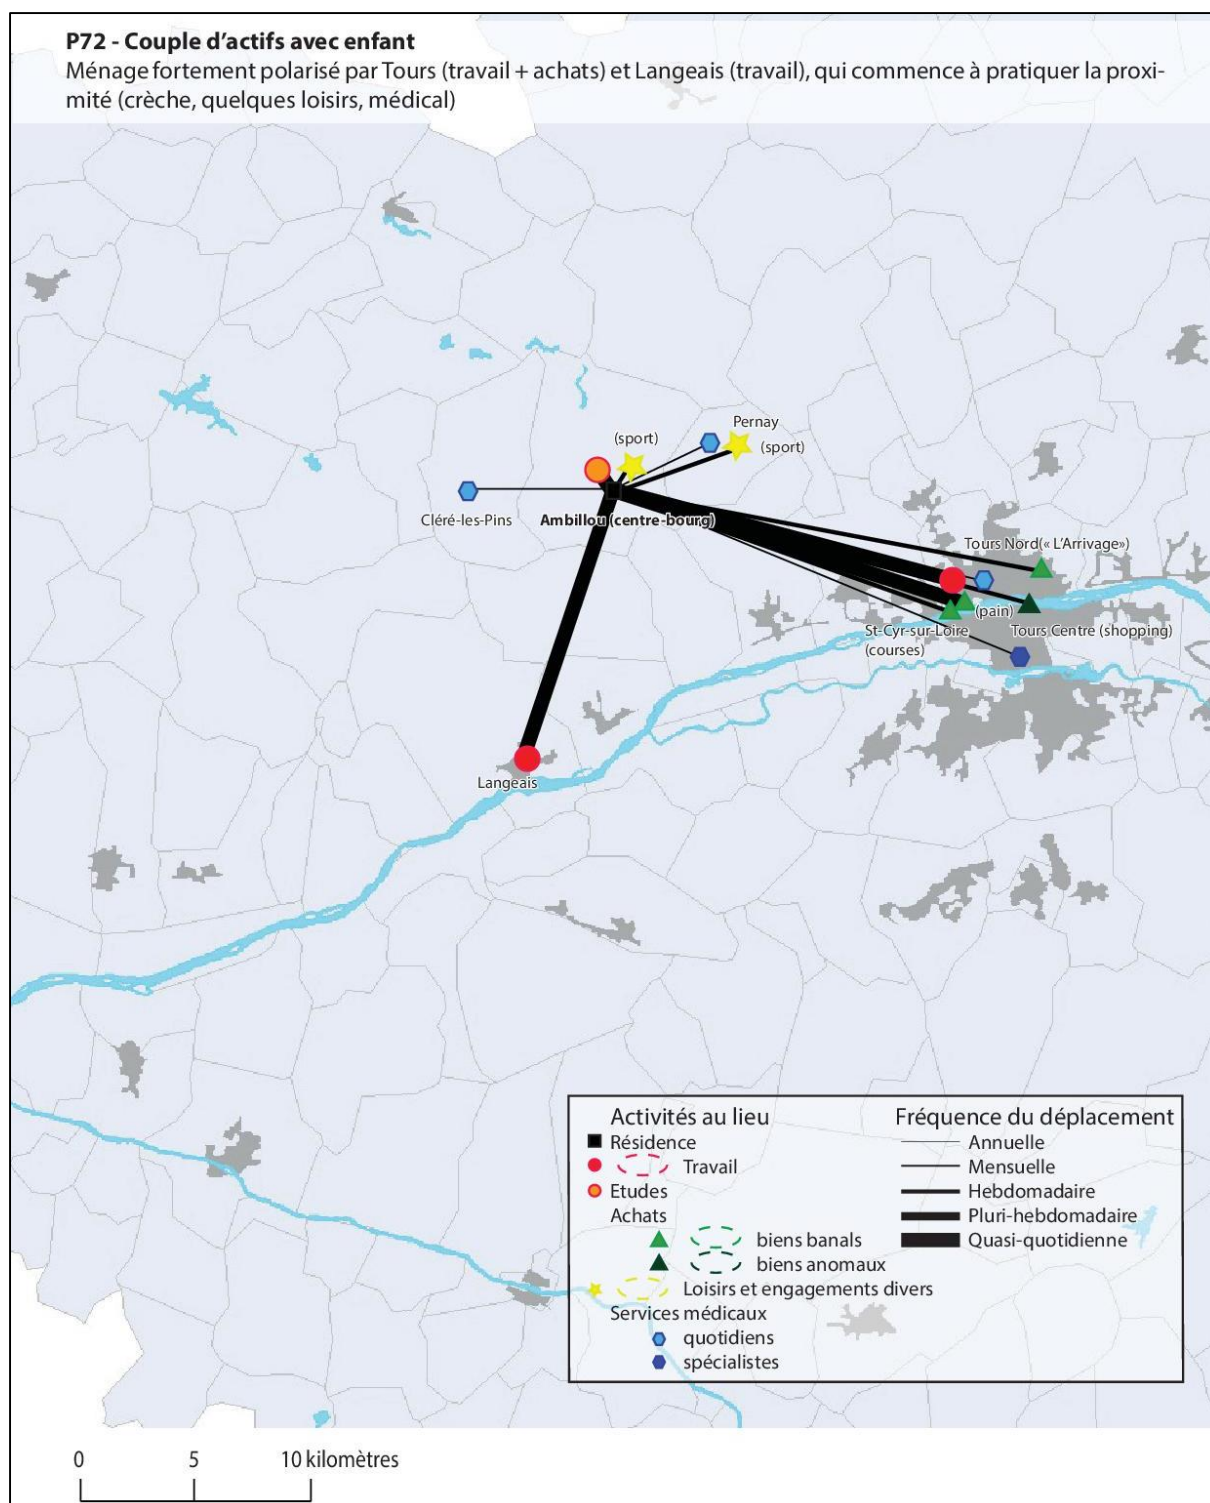 P72 - Couple d’actifs avec enfant
Ménage fortement polarisé par Tours (travail + achats) et Langeais (travail), qui commence à pratiquer la proxi-
mité (crèche, quelques loisirs, médical)
Pernay
(sport)
(sport)
Cléré-les-Pins
Ambillou (centre-bourg)
Tours Nord(« L’Arrivage»)
(pain)
St-Cyr-sur-Loire
(courses)
Tours Centre (shopping)
Langeais
Activités au lieu
Résidence
Travail
Etudes
Achats
biens banals
biens anomaux
Loisirs et engagements divers
Services médicaux
quotidiens
spécialistes
Fréquence du déplacement
Annuelle
Mensuelle
Hebdomadaire
Pluri-hebdomadaire
Quasi-quotidienne
0 5 10 kilomètres